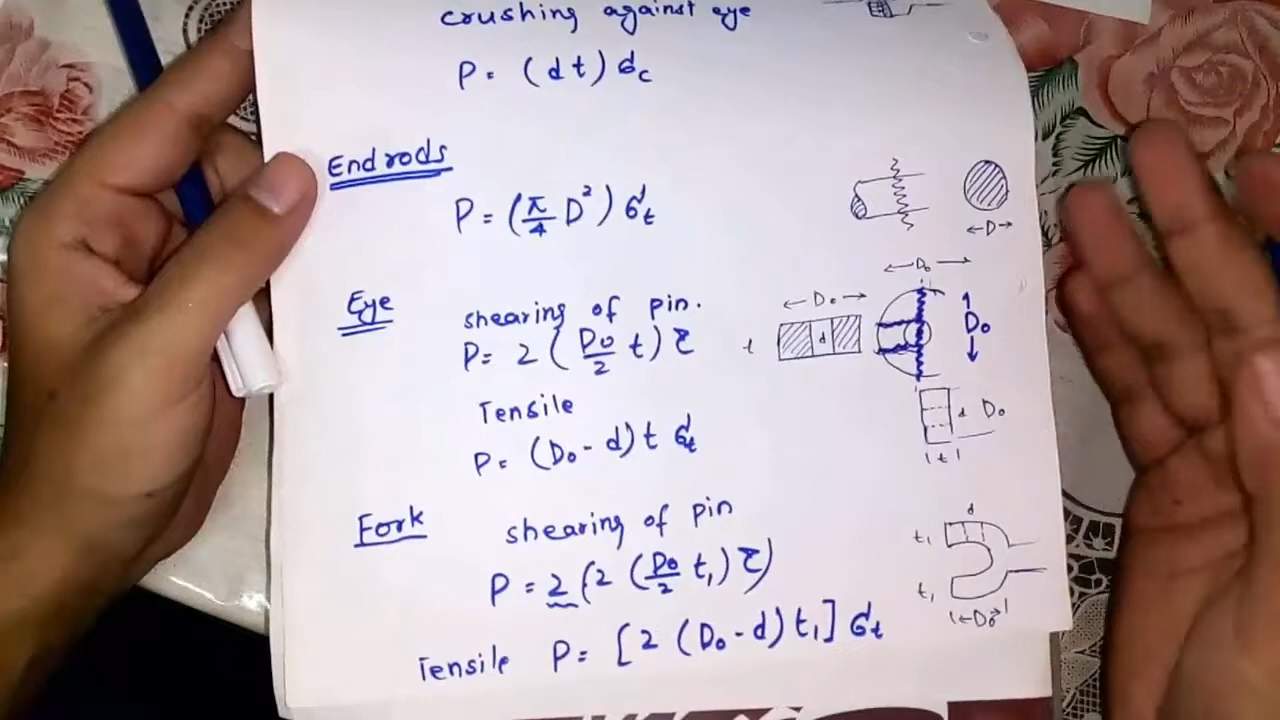 crushing against eye
P = (dt) σc
End rods
P = (π/4 D²) σt
←D→
Eye
shearing of pin.
P = 2 (D₀/2 t) τ
←D₀→
←D₀→
t
d
D₀
Tensile
P = (D₀ - d) t σt
d D₀
t
Fork
shearing of pin
P = 2 (2 (D₀/2 t₁) τ)
d
t₁
t₁
←D₀→
Tensile P = [2 (D₀ - d) t₁] σt